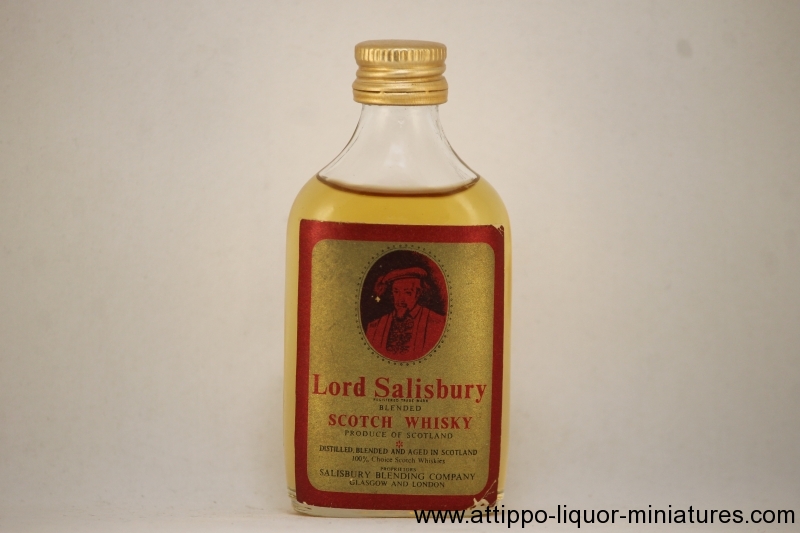 Lord Salisbury
REGISTERED TRADE MARK
BLENDED
SCOTCH WHISKY
PRODUCE OF SCOTLAND
DISTILLED, BLENDED AND AGED IN SCOTLAND
100% Choice Scotch Whiskies
PROPRIETORS
SALISBURY BLENDING COMPANY
GLASGOW AND LONDON
www.attippo-liquor-miniatures.com